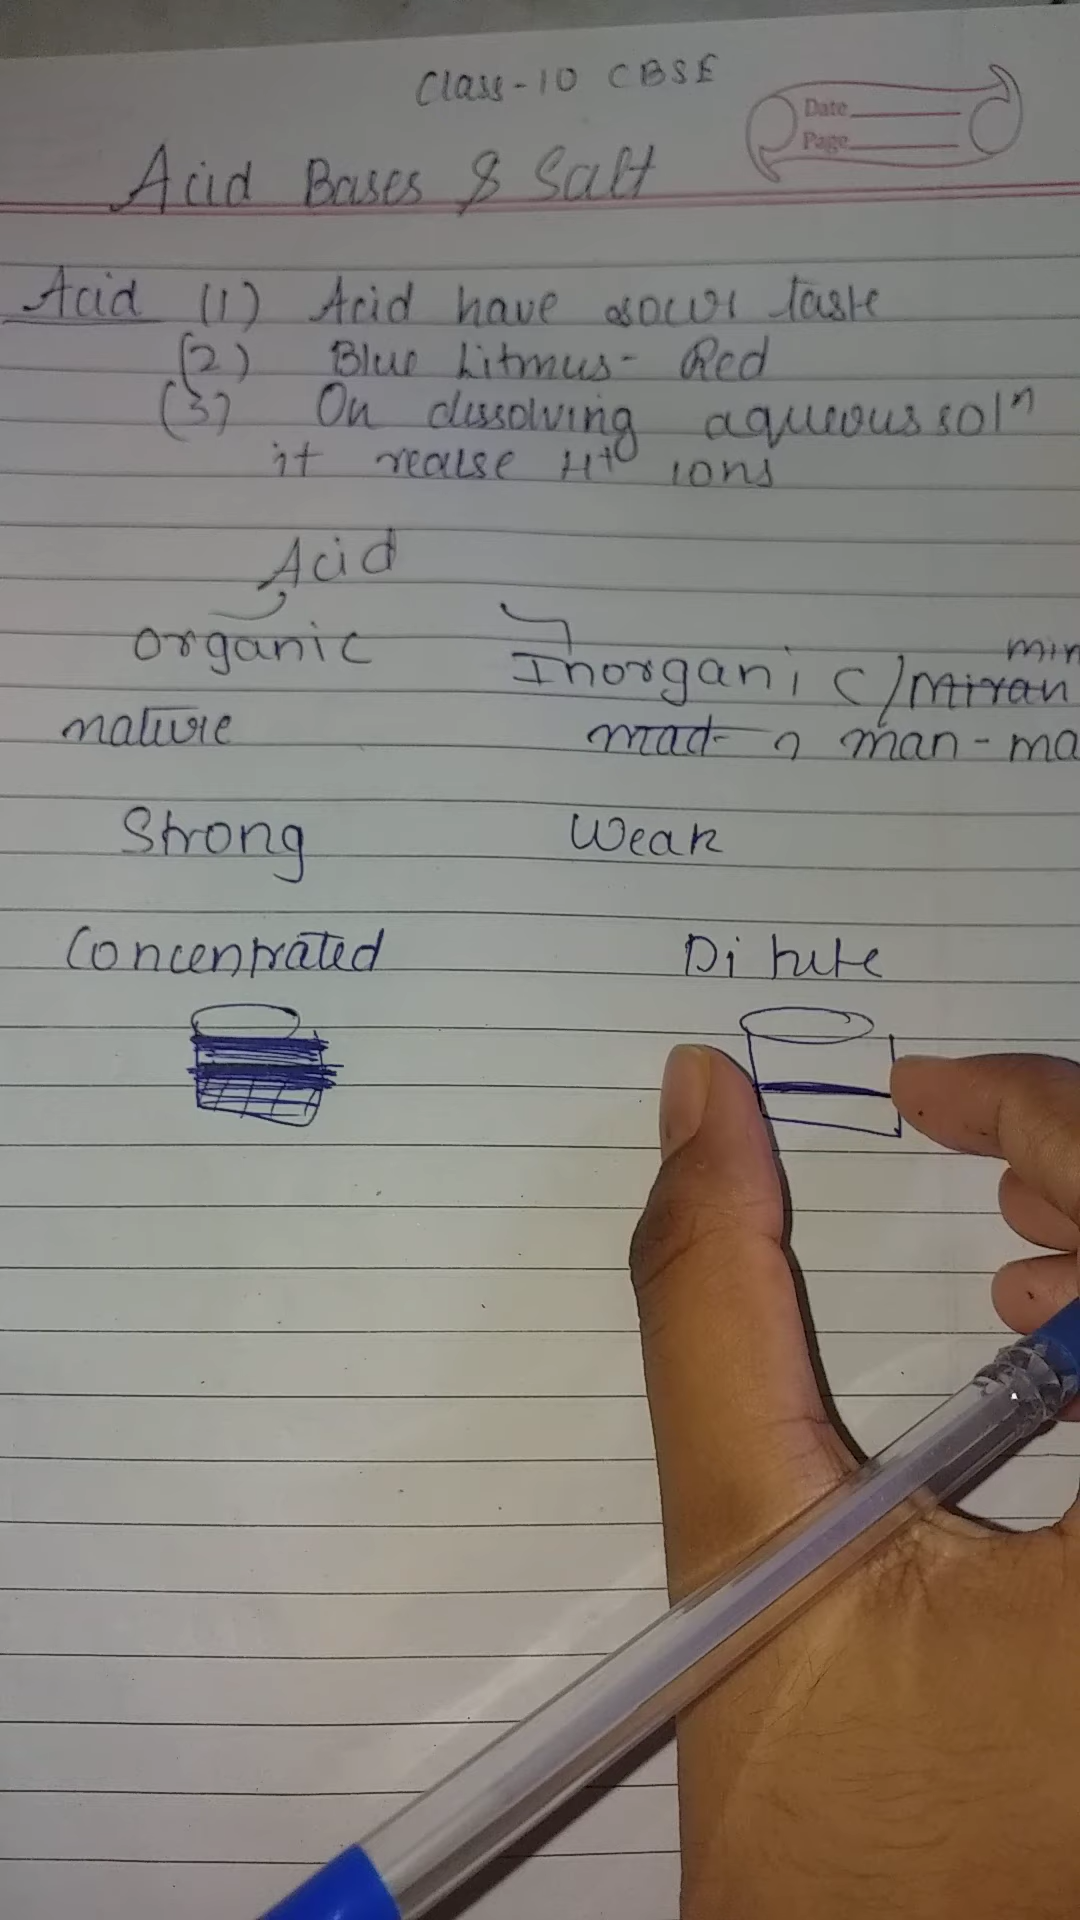 Class-10 CBSE
Date
Page
Acid Bases & Salt
Acid (1) Acid have sour taste
(2) Blue Litmus- Red
(3) On dissolving aqueous solⁿ
it realse H⁺ ions
Acid
organic
min
Inorganic/
nature
mad- man-ma
Strong Weak
Concentrated Dilute